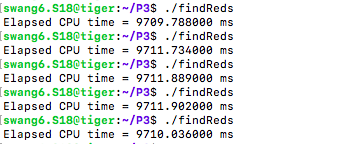 [swang6.S18@tiger:~/P3$ ./findReds
Elapsed CPU time = 9709.788000 ms
[swang6.S18@tiger:~/P3$ ./findReds
Elapsed CPU time = 9711.734000 ms
[swang6.S18@tiger:~/P3$ ./findReds
Elapsed CPU time = 9711.889000 ms
[swang6.S18@tiger:~/P3$ ./findReds
Elapsed CPU time = 9711.902000 ms
[swang6.S18@tiger:~/P3$ ./findReds
Elapsed CPU time = 9710.036000 ms